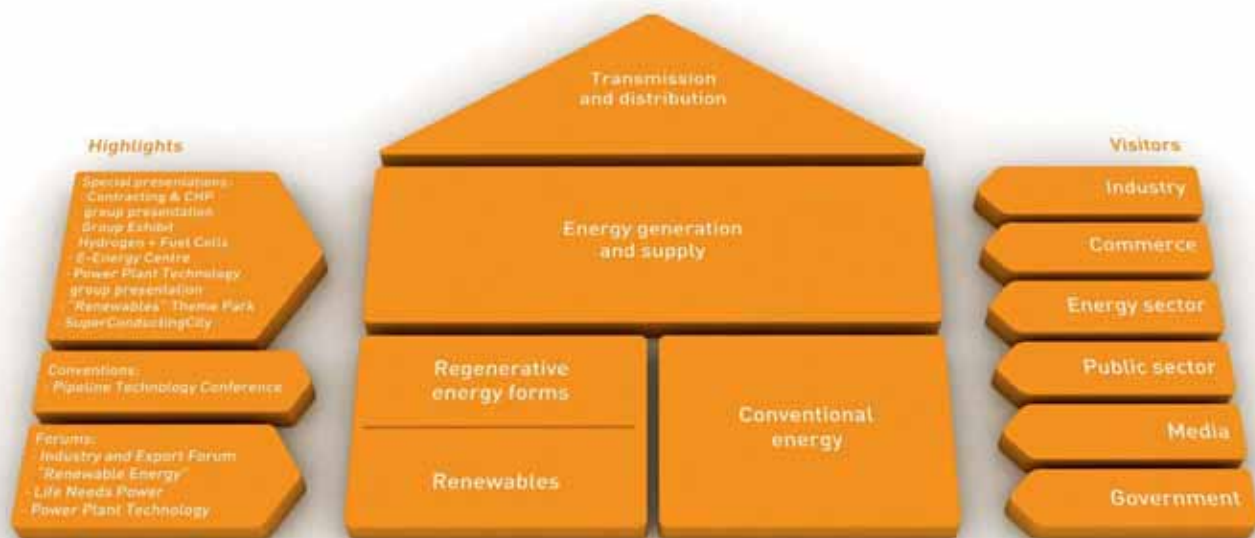 Highlights
Special presentations:
- Contracting & CHP
group presentation
- Group Exhibit
Hydrogen + Fuel Cells
- E-Energy Centre
- Power Plant Technology
group presentation
- "Renewables" Theme Park
- SuperConductingCity
Conventions:
- Pipeline Technology Conference
Forums:
- Industry and Export Forum
"Renewable Energy"
- Life Needs Power
- Power Plant Technology
Transmission
and distribution
Energy generation
and supply
Regenerative
energy forms
Renewables
Conventional
energy
Visitors
Industry
Commerce
Energy sector
Public sector
Media
Government